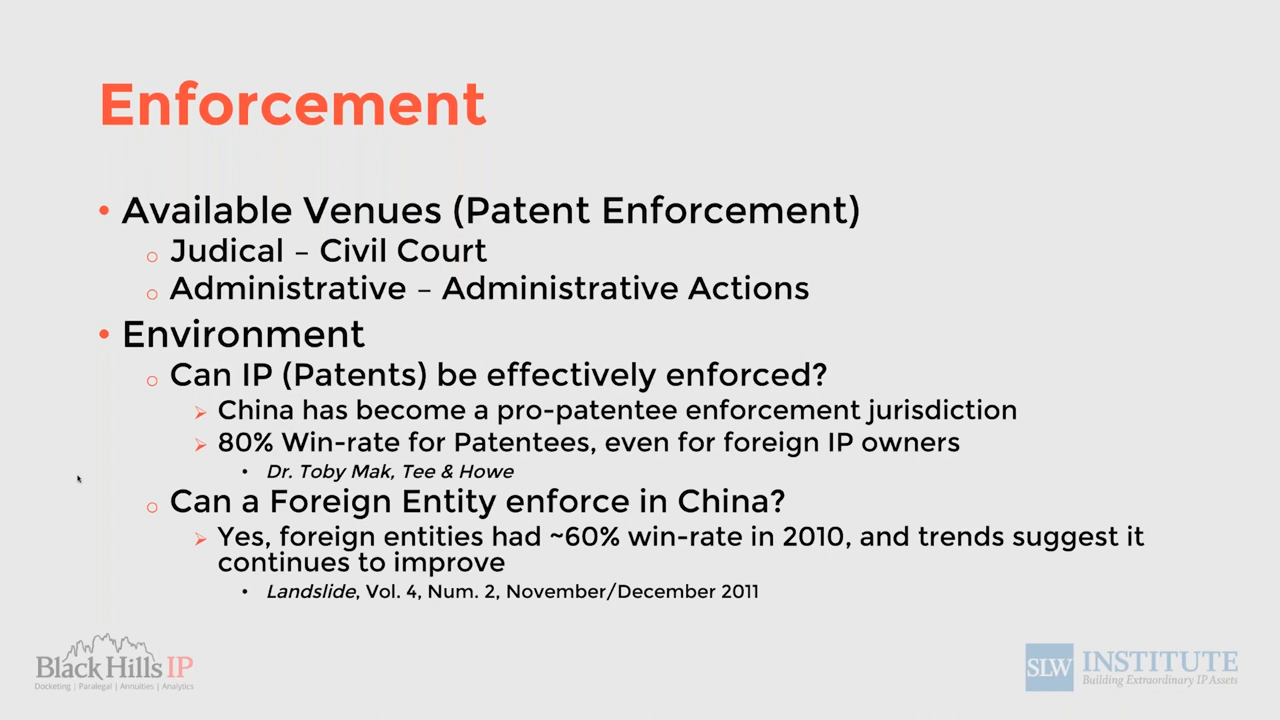 Enforcement
• Available Venues (Patent Enforcement)
o Judical – Civil Court
o Administrative – Administrative Actions
• Environment
o Can IP (Patents) be effectively enforced?
➢ China has become a pro-patentee enforcement jurisdiction
➢ 80% Win-rate for Patentees, even for foreign IP owners
• Dr. Toby Mak, Tee & Howe
o Can a Foreign Entity enforce in China?
➢ Yes, foreign entities had ~60% win-rate in 2010, and trends suggest it
continues to improve
• Landslide, Vol. 4, Num. 2, November/December 2011
Black Hills IP
Docketing | Paralegal | Annuities | Analytics
SLW INSTITUTE
Building Extraordinary IP Assets